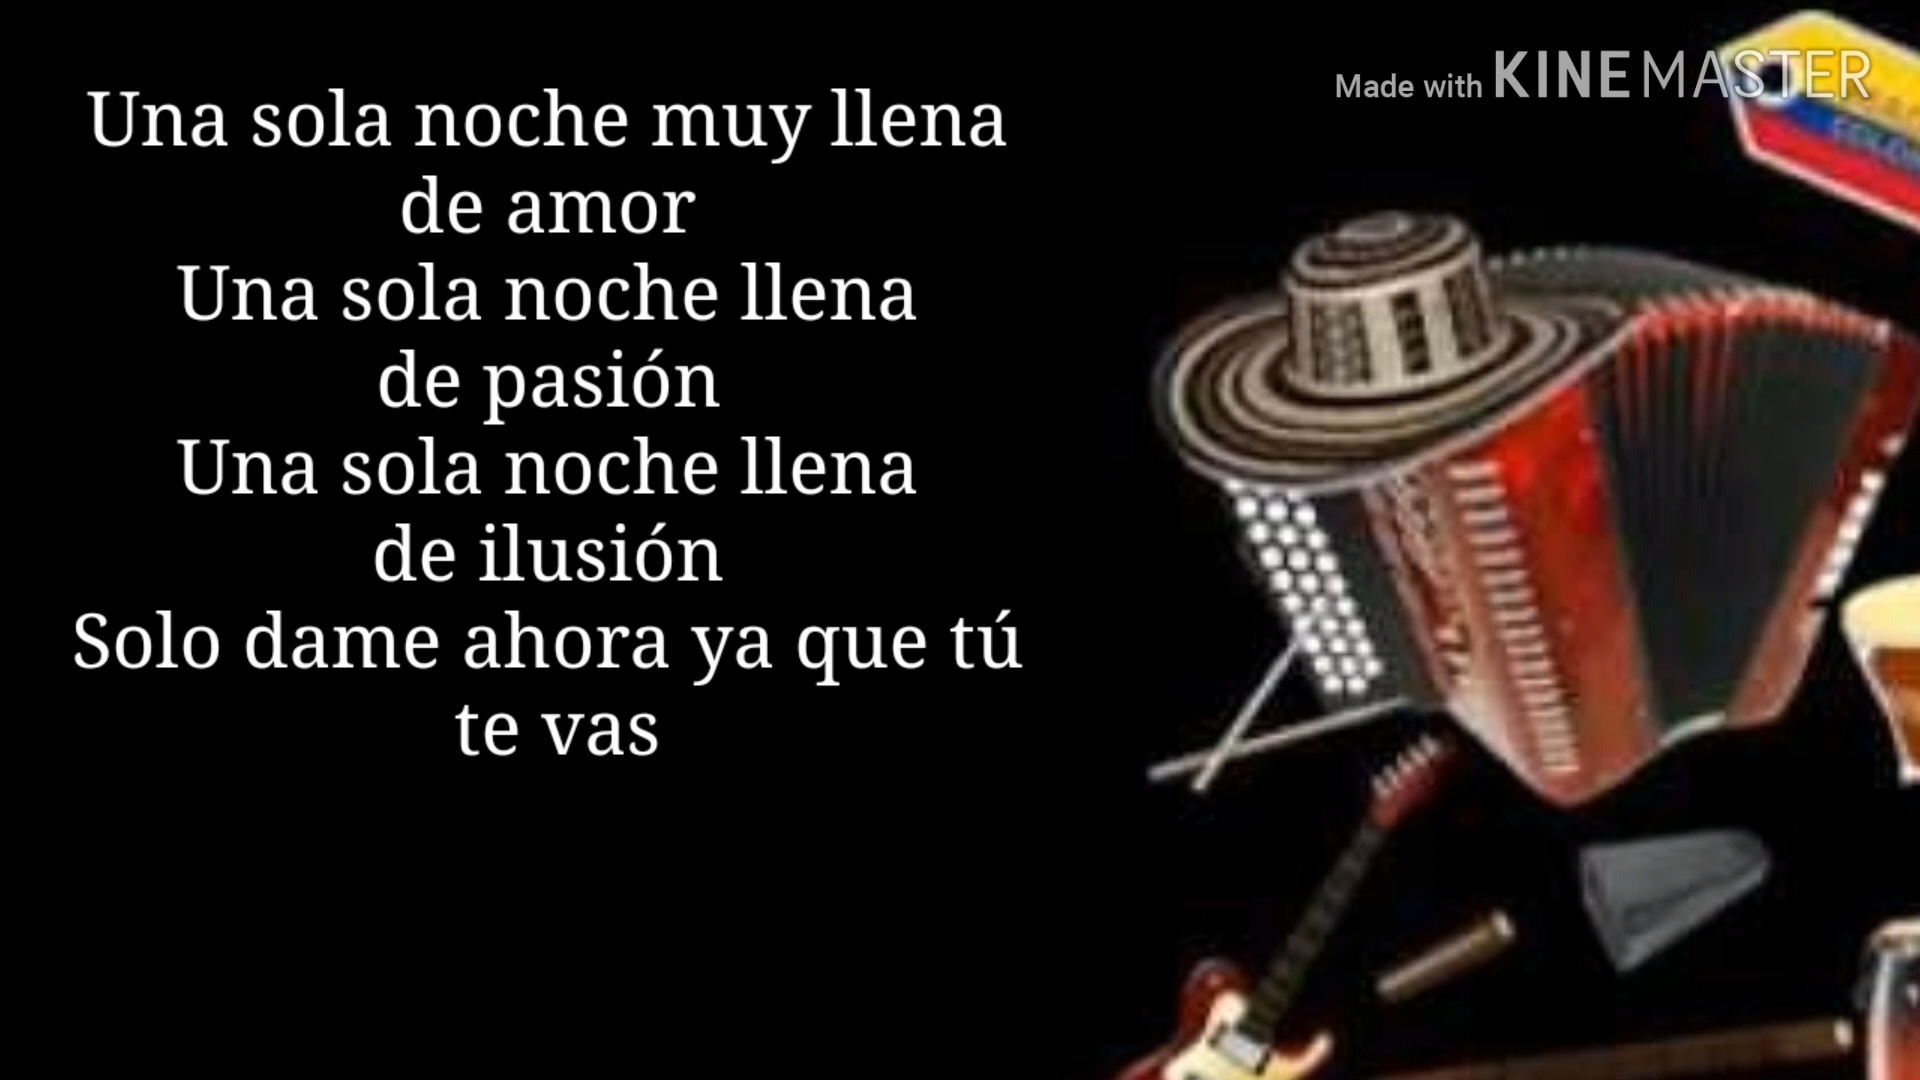 Made with KINEMASTER
Una sola noche muy llena
de amor
Una sola noche llena
de pasión
Una sola noche llena
de ilusión
Solo dame ahora ya que tú
te vas